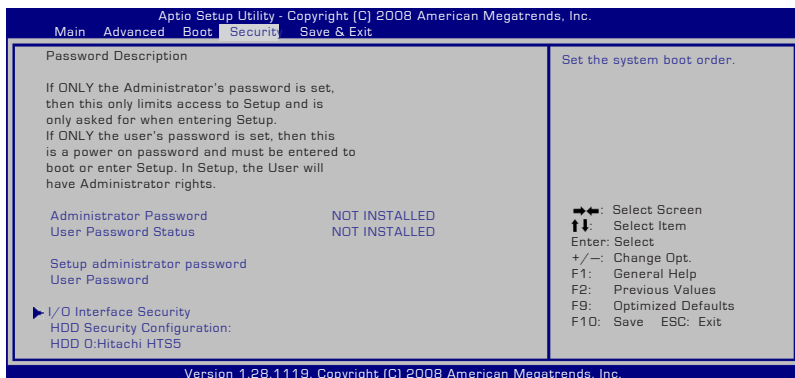 Aptio Setup Utility - Copyright (C) 2008 American Megatrends, Inc.
Main Advanced Boot Security Save & Exit
Password Description
If ONLY the Administrator's password is set,
then this only limits access to Setup and is
only asked for when entering Setup.
If ONLY the user's password is set, then this
is a power on password and must be entered to
boot or enter Setup. In Setup, the User will
have Administrator rights.
Administrator Password NOT INSTALLED
User Password Status NOT INSTALLED
Setup administrator password
User Password
I/O Interface Security
HDD Security Configuration:
HDD 0:Hitachi HTS5
Set the system boot order.
→←: Select Screen
↑↓: Select Item
Enter: Select
+/–: Change Opt.
F1: General Help
F2: Previous Values
F9: Optimized Defaults
F10: Save ESC: Exit
Version 1.28.1119. Copyright (C) 2008 American Megatrends, Inc.